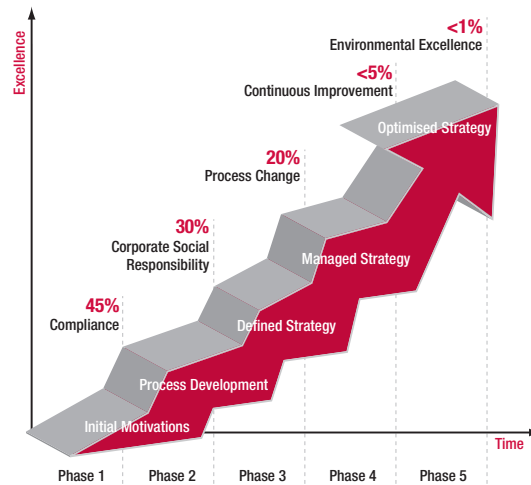 Excellence
<1%
Environmental Excellence
<5%
Continuous Improvement
Optimised Strategy
20%
Process Change
30%
Corporate Social
Responsibility
Managed Strategy
45%
Compliance
Defined Strategy
Process Development
Initial Motivations
Time
Phase 1
Phase 2
Phase 3
Phase 4
Phase 5